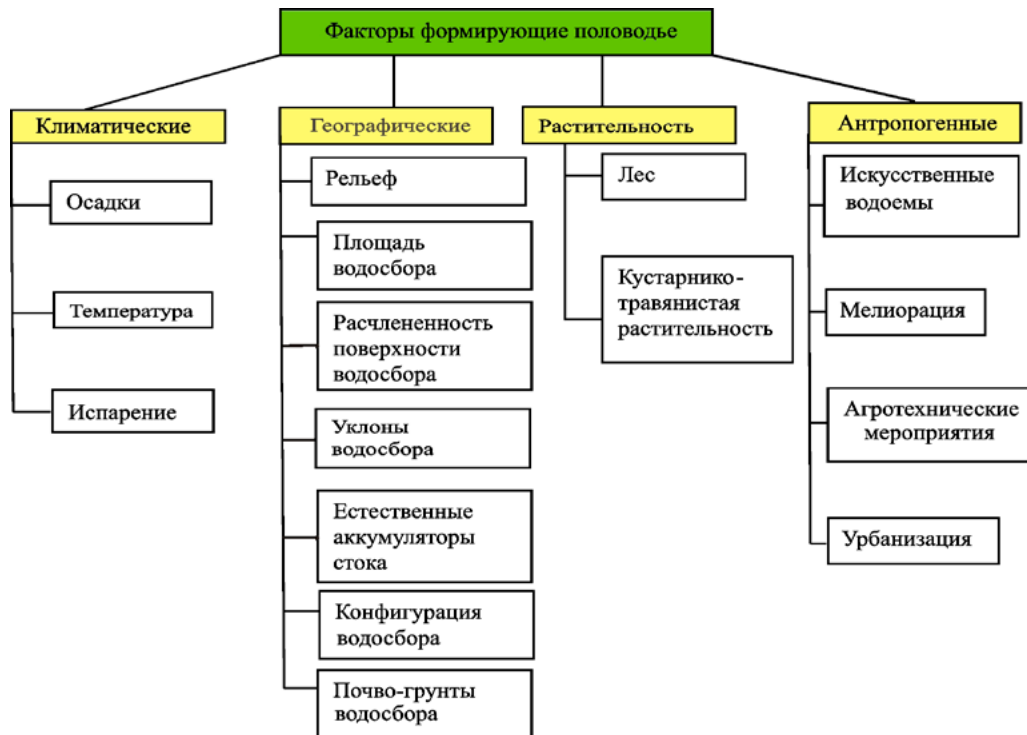 Факторы формирующие половодье
Климатические
Осадки
Температура
Испарение
Географические
Рельеф
Площадь
водосбора
Расчлененность
поверхности
водосбора
Уклоны
водосбора
Естественные
аккумуляторы
стока
Конфигурация
водосбора
Почво-грунты
водосбора
Растительность
Лес
Кустарнико-
травянистая
растительность
Антропогенные
Искусственные
водоемы
Мелиорация
Агротехнические
мероприятия
Урбанизация